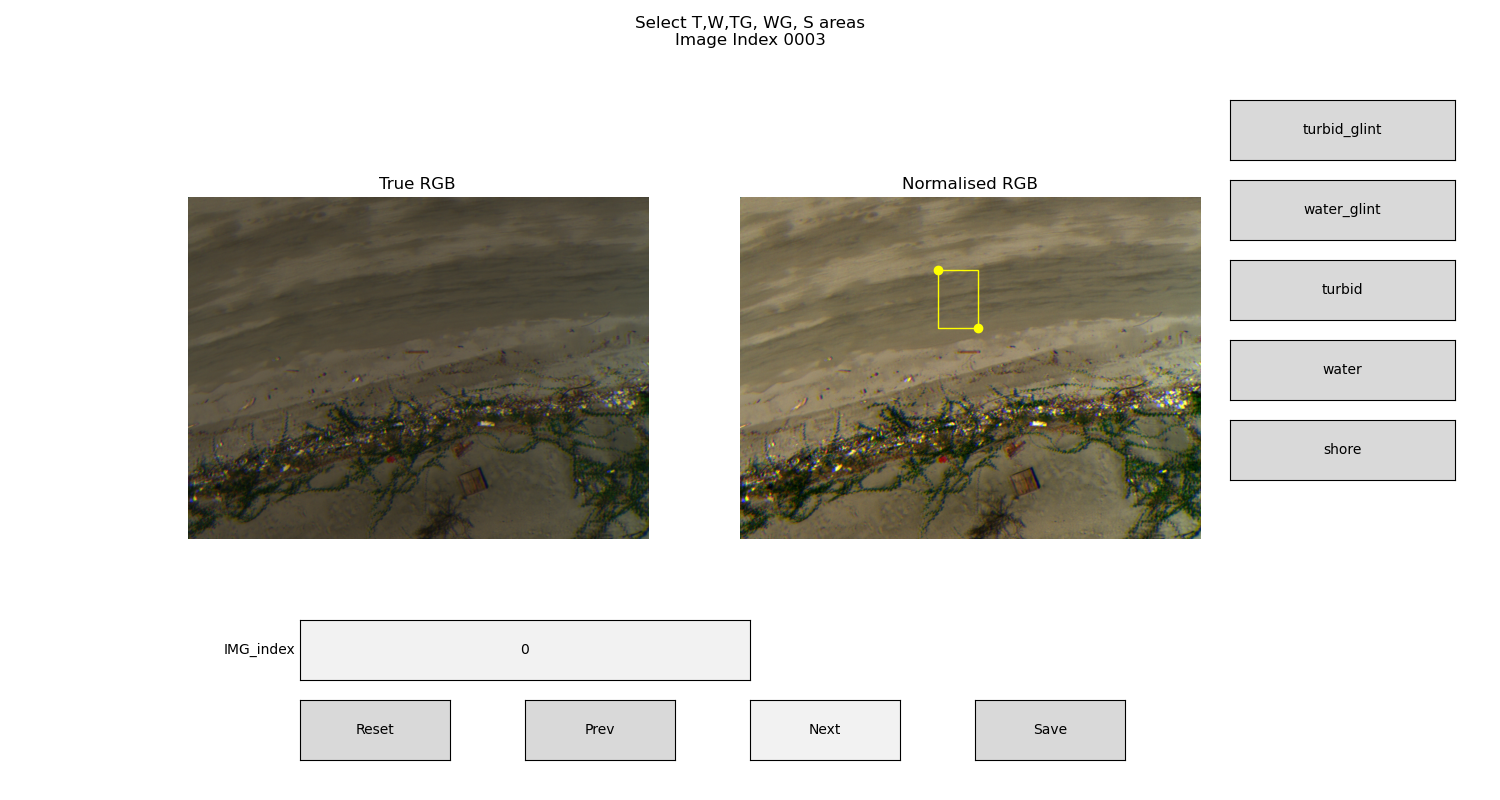 Select T,W,TG, WG, S areas
Image Index 0003
True RGB
Normalised RGB
turbid_glint
water_glint
turbid
water
shore
IMG_index
0
Reset
Prev
Next
Save